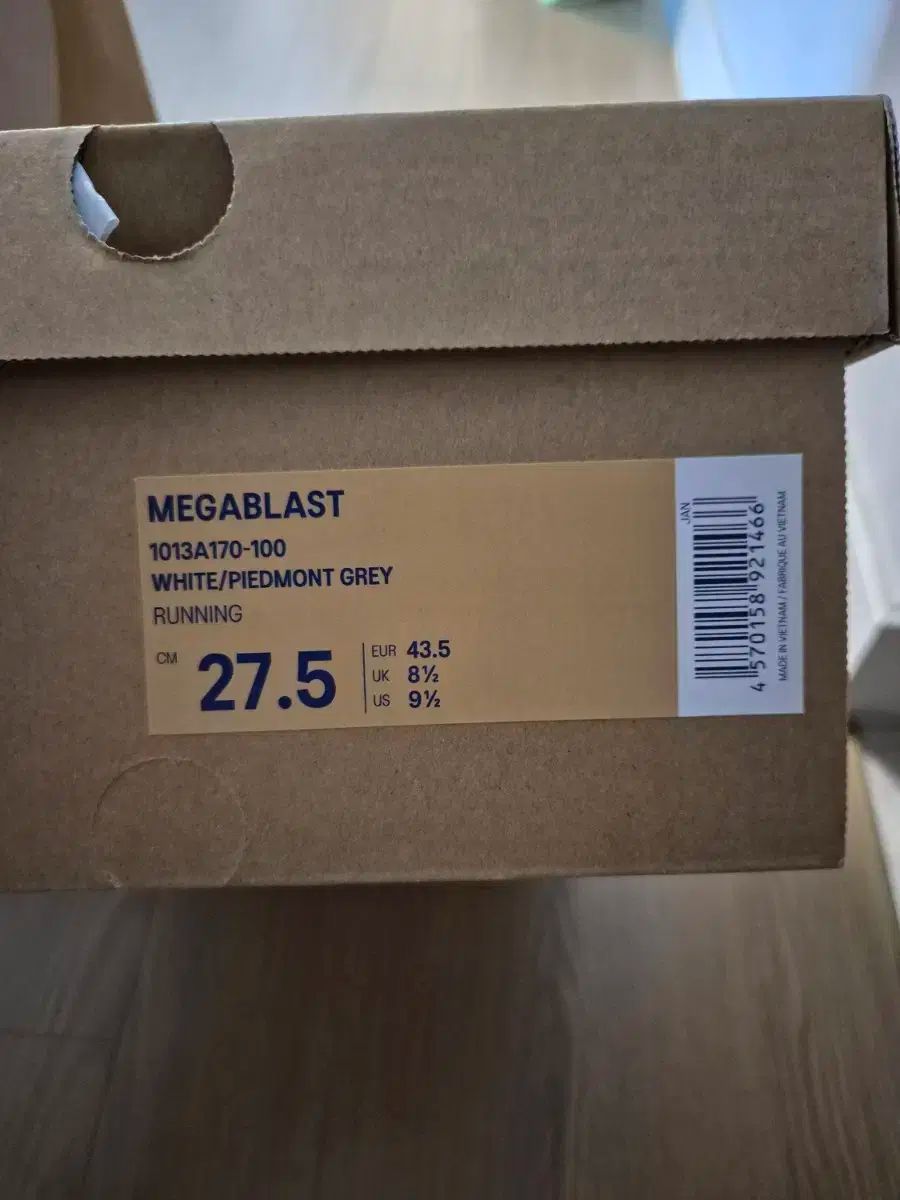 MEGABLAST
1013A170-100
WHITE/PIEDMONT GREY
RUNNING
CM 27.5
EUR 43.5
UK 8½
US 9½
JAN
4 570158 921466
MADE IN VIETNAM / FABRIQUE AU VIETNAM